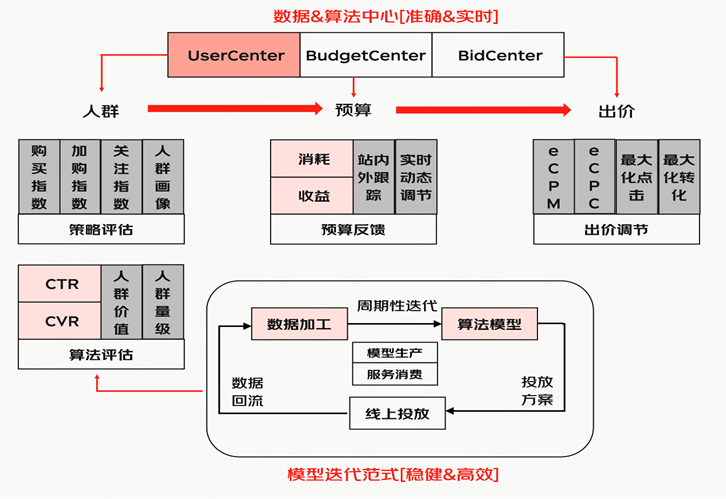 数据&算法中心[准确&实时]
UserCenter
BudgetCenter
BidCenter
人群
预算
出价
购买指数
加购指数
关注指数
人群画像
策略评估
消耗
收益
站内外跟踪
实时动态调节
预算反馈
eCPM
eCPC
最大化点击
最大化转化
出价调节
CTR
CVR
人群价值
人群量级
算法评估
数据加工
周期性迭代
算法模型
模型生产
服务消费
数据
回流
投放
方案
线上投放
模型迭代范式[稳健&高效]